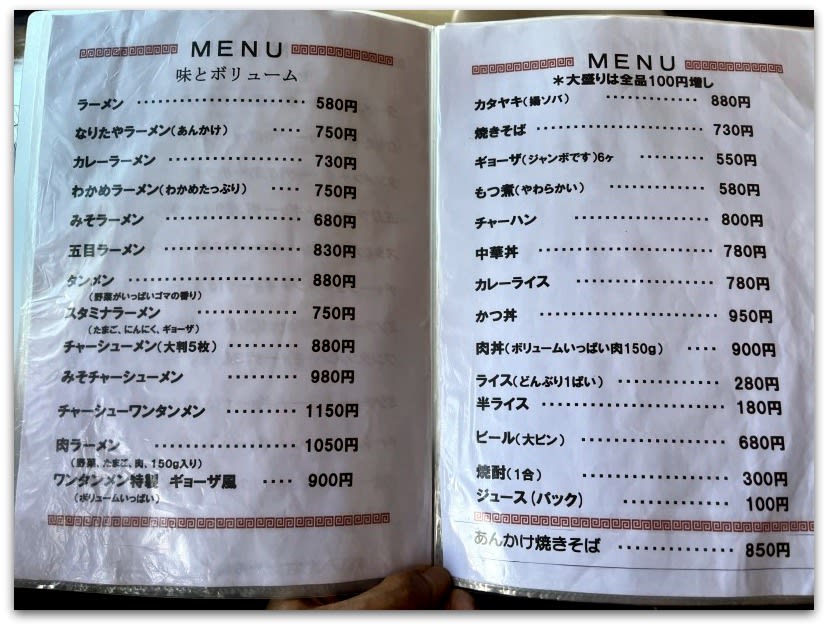 MENU
味とボリューム
ラーメン ・・・・・・・・・・・・・・・・・・・・・・ 580円
なりたやラーメン(あんかけ) ・・・・ 750円
カレーラーメン ・・・・・・・・・・・・・・・・・ 730円
わかめラーメン(わかめたっぷり) ・・・・ 750円
みそラーメン ・・・・・・・・・・・・・・・・・ 680円
五目ラーメン ・・・・・・・・・・・・・・・・・ 830円
タンメン ・・・・・・・・・・・・・・・・・・・・・・ 880円
(野菜がいっぱいゴマの香り)
スタミナラーメン ・・・・・・・・・・・・・ 750円
(たまご、にんにく、ギョーザ)
チャーシューメン(大判5枚) ・・・・・・・・・ 880円
みそチャーシューメン ・・・・・・・・・ 980円
チャーシューワンタンメン ・・・・・・・・・ 1150円
肉ラーメン ・・・・・・・・・・・・・・・・・・ 1050円
(野菜、たまご、肉、150g入り)
ワンタンメン特製 ギョーザ風 ・・・・ 900円
(ボリュームいっぱい)
MENU
*大盛りは全品100円増し
カタヤキ(揚ソバ) ・・・・・・・・・・・・ 880円
焼きそば ・・・・・・・・・・・・・・・・・・・・・ 730円
ギョーザ(ジャンボです)6ヶ ・・・・・・・・ 550円
もつ煮(やわらかい) ・・・・・・・・・・・・ 580円
チャーハン ・・・・・・・・・・・・・・・・・ 800円
中華丼 ・・・・・・・・・・・・・・・・・・・・・・ 780円
カレーライス ・・・・・・・・・・・・・・・・・ 780円
かつ丼 ・・・・・・・・・・・・・・・・・・・・・・ 950円
肉丼(ボリュームいっぱい肉150g) ・・・・ 900円
ライス(どんぶり1ぱい) ・・・・・・・・・・・・ 280円
半ライス ・・・・・・・・・・・・・・・・・・・・・・ 180円
ビール(大ビン) ・・・・・・・・・・・・・・・・・ 680円
焼酎(1合) ・・・・・・・・・・・・・・・・・ 300円
ジュース(パック) ・・・・・・・・・・・・ 100円
あんかけ焼きそば ・・・・・・・・・・・・・ 850円